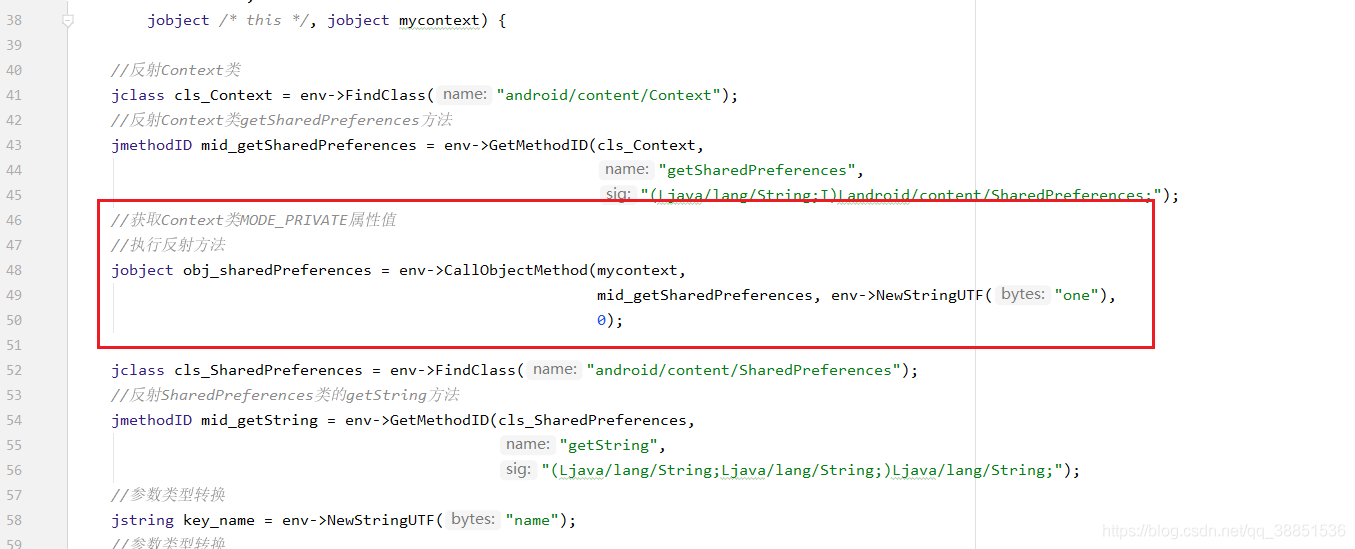 38 jobject /* this */, jobject mycontext) {
39
40 //反射Context类
41 jclass cls_Context = env->FindClass( name: "android/content/Context");
42 //反射Context类getSharedPreferences方法
43 jmethodID mid_getSharedPreferences = env->GetMethodID(cls_Context,
44 name: "getSharedPreferences",
45 sig: "(Ljava/lang/String;I)Landroid/content/SharedPreferences;");
46 //获取Context类MODE_PRIVATE属性值
47 //执行反射方法
48 jobject obj_sharedPreferences = env->CallObjectMethod(mycontext,
49 mid_getSharedPreferences, env->NewStringUTF( bytes: "one"),
50 0);
51
52 jclass cls_SharedPreferences = env->FindClass( name: "android/content/SharedPreferences");
53 //反射SharedPreferences类的getString方法
54 jmethodID mid_getString = env->GetMethodID(cls_SharedPreferences,
55 name: "getString",
56 sig: "(Ljava/lang/String;Ljava/lang/String;)Ljava/lang/String;");
57 //参数类型转换
58 jstring key_name = env->NewStringUTF( bytes: "name");
59 //参数类型转换
https://blog.csdn.net/qq_38851536